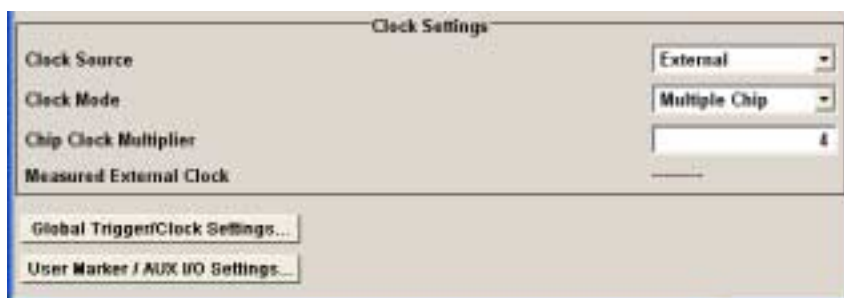 Clock Settings
Clock Source External
Clock Mode Multiple Chip
Chip Clock Multiplier 4
Measured External Clock --------
Global Trigger/Clock Settings...
User Marker / AUX I/O Settings...